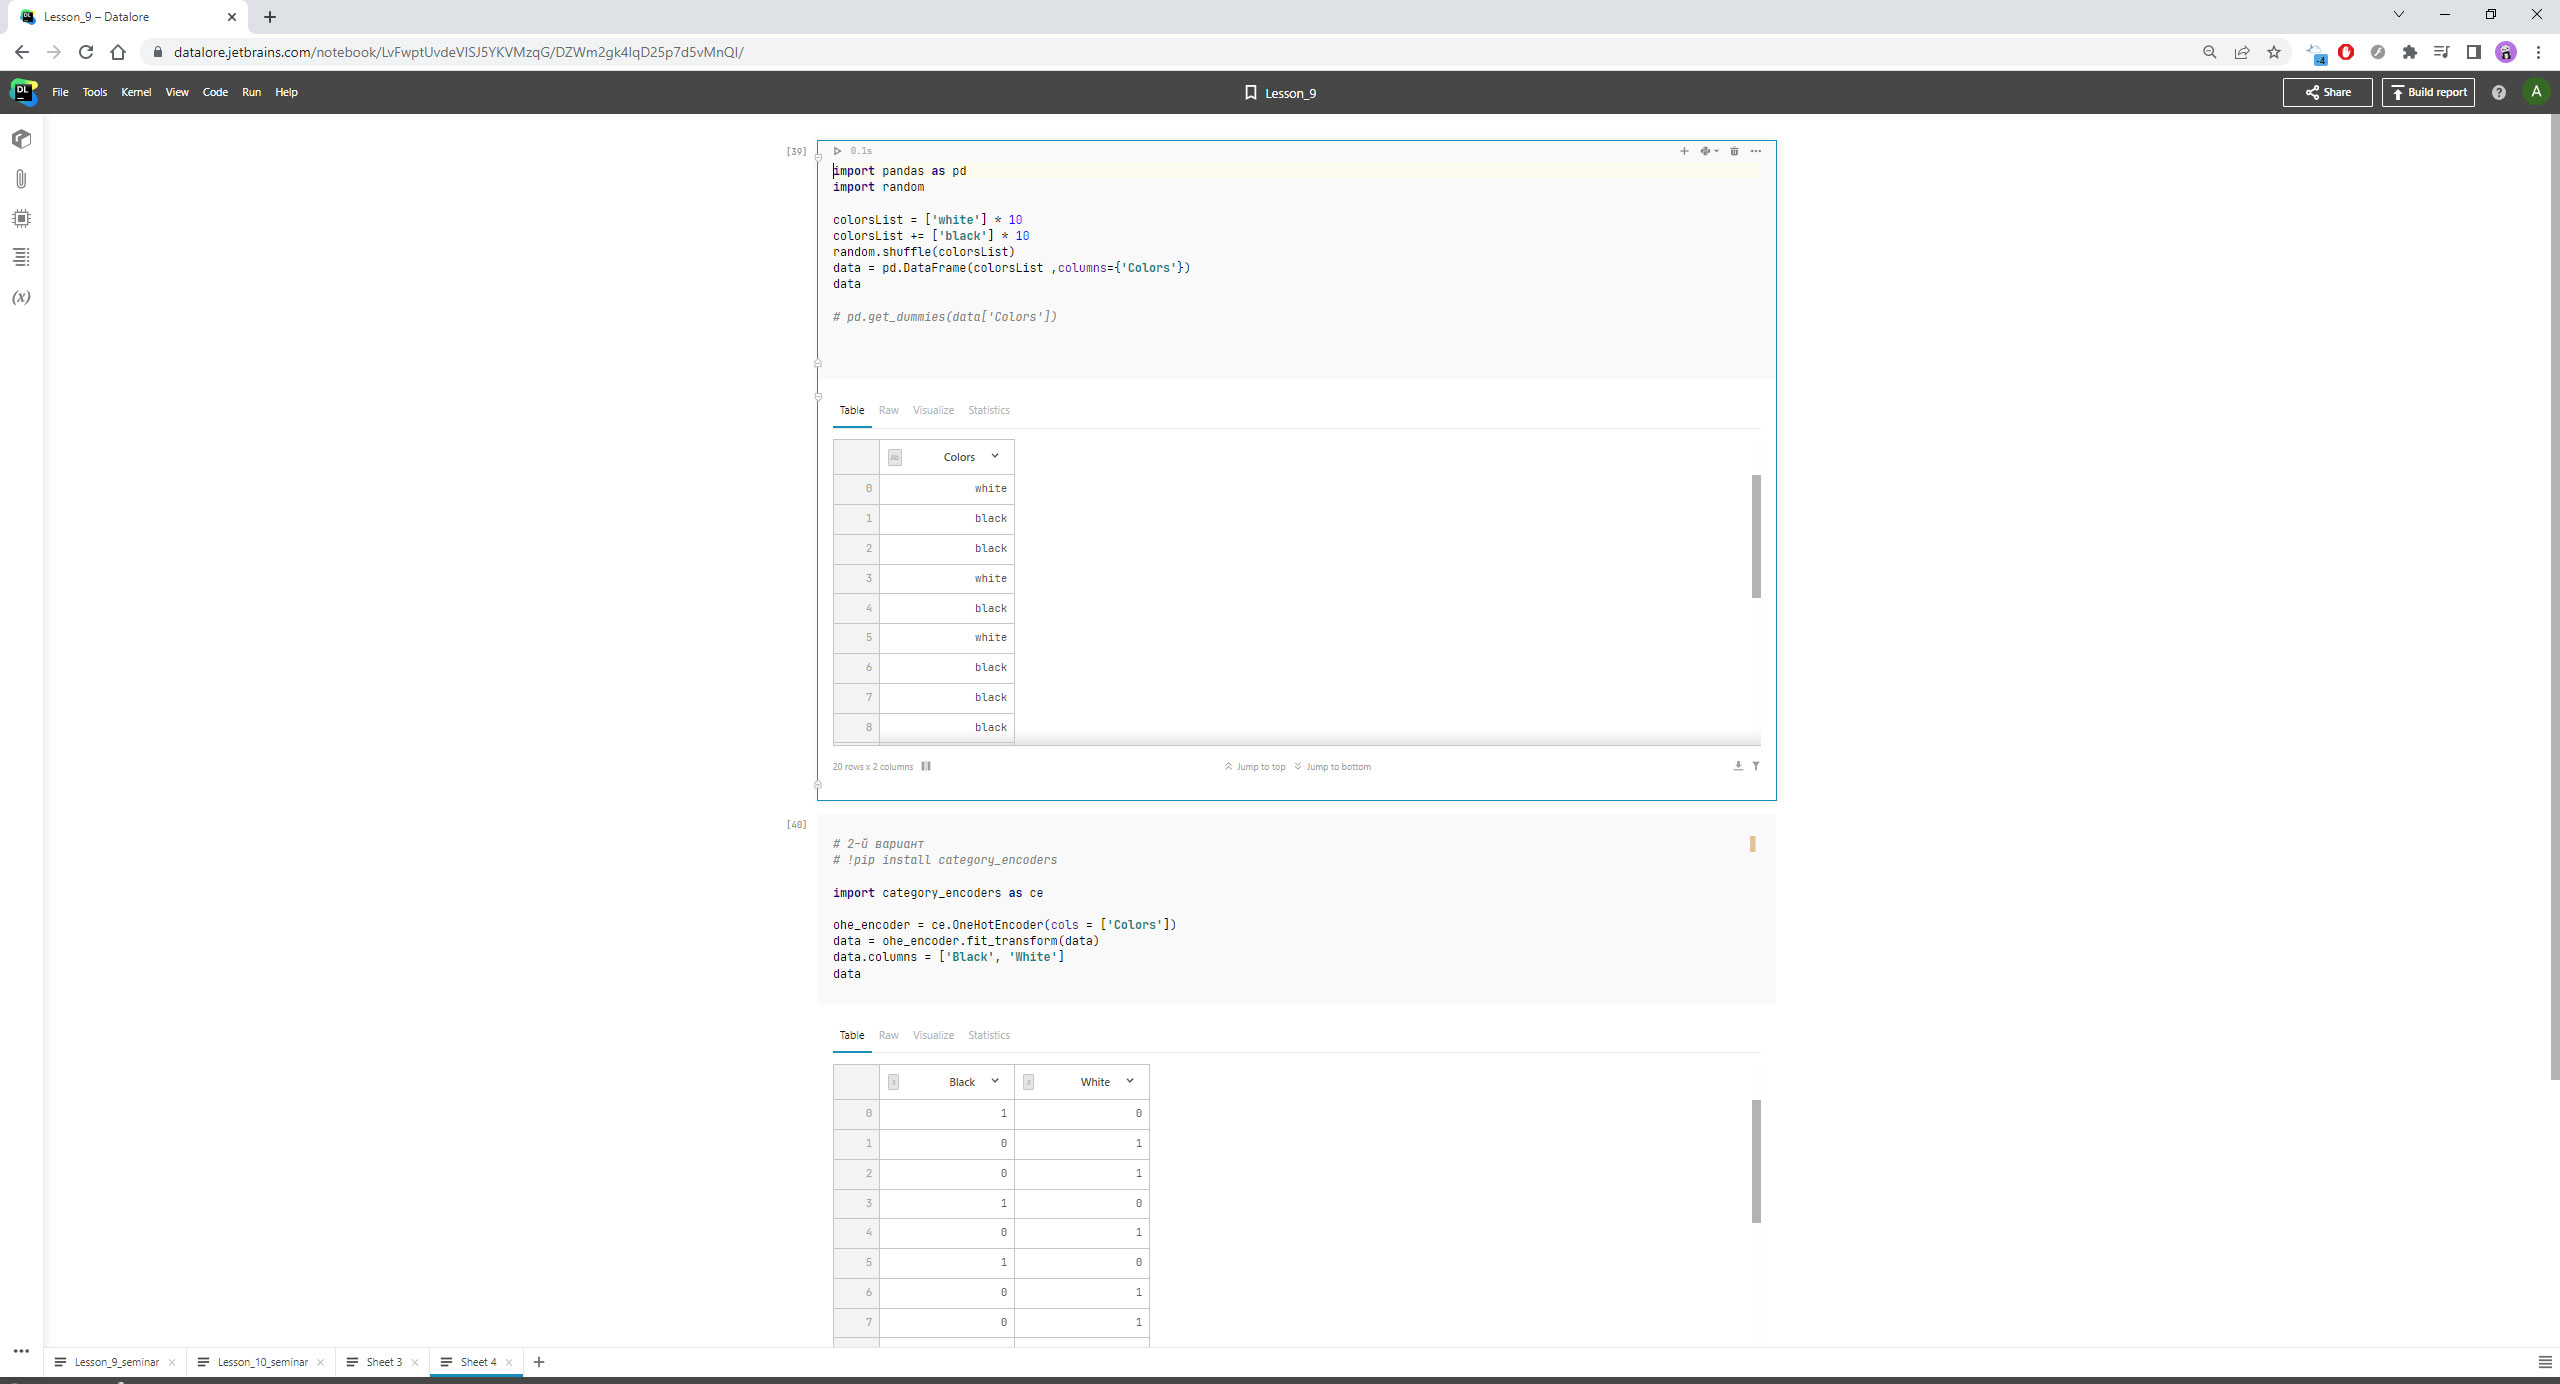 Lesson_9 – Datalore
datalore.jetbrains.com/notebook/LvFwptUvdeVISJ5YKVMzqG/DZWm2gk4lqD25p7d5vMnQI/
-4
DL
File Tools Kernel View Code Run Help
Lesson_9
Share
Build report
?
A
[39]
0.1s
import pandas as pd
import random
colorsList = ['white'] * 10
colorsList += ['black'] * 10
random.shuffle(colorsList)
data = pd.DataFrame(colorsList ,columns={'Colors'})
data
# pd.get_dummies(data['Colors'])
(x)
Table Raw Visualize Statistics
Ab Colors
0 white
1 black
2 black
3 white
4 black
5 white
6 black
7 black
8 black
20 rows x 2 columns
Jump to top Jump to bottom
[40]
# 2-й вариант
# !pip install category_encoders
import category_encoders as ce
ohe_encoder = ce.OneHotEncoder(cols = ['Colors'])
data = ohe_encoder.fit_transform(data)
data.columns = ['Black', 'White']
data
Table Raw Visualize Statistics
Black White
0 1 0
1 0 1
2 0 1
3 1 0
4 0 1
5 1 0
6 0 1
7 0 1
Lesson_9_seminar Lesson_10_seminar Sheet 3 Sheet 4